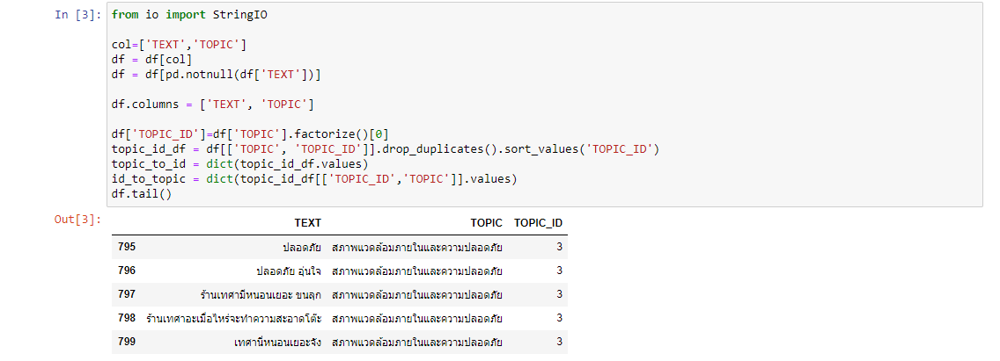 In [3]: from io import StringIO
col=['TEXT','TOPIC']
df = df[col]
df = df[pd.notnull(df['TEXT'])]
df.columns = ['TEXT', 'TOPIC']
df['TOPIC_ID']=df['TOPIC'].factorize()[0]
topic_id_df = df[['TOPIC', 'TOPIC_ID']].drop_duplicates().sort_values('TOPIC_ID')
topic_to_id = dict(topic_id_df.values)
id_to_topic = dict(topic_id_df[['TOPIC_ID','TOPIC']].values)
df.tail()
Out[3]:
TEXT TOPIC TOPIC_ID
795 ปลอดภัย สภาพแวดล้อมภายในและความปลอดภัย 3
796 ปลอดภัย อุ่นใจ สภาพแวดล้อมภายในและความปลอดภัย 3
797 ร้านเทศามีหนอนเยอะ ขนลุก สภาพแวดล้อมภายในและความปลอดภัย 3
798 ร้านเทศาอะเมื่อไหร่จะทำความสะอาดโต๊ะ สภาพแวดล้อมภายในและความปลอดภัย 3
799 เทศานี่หนอนเยอะจัง สภาพแวดล้อมภายในและความปลอดภัย 3